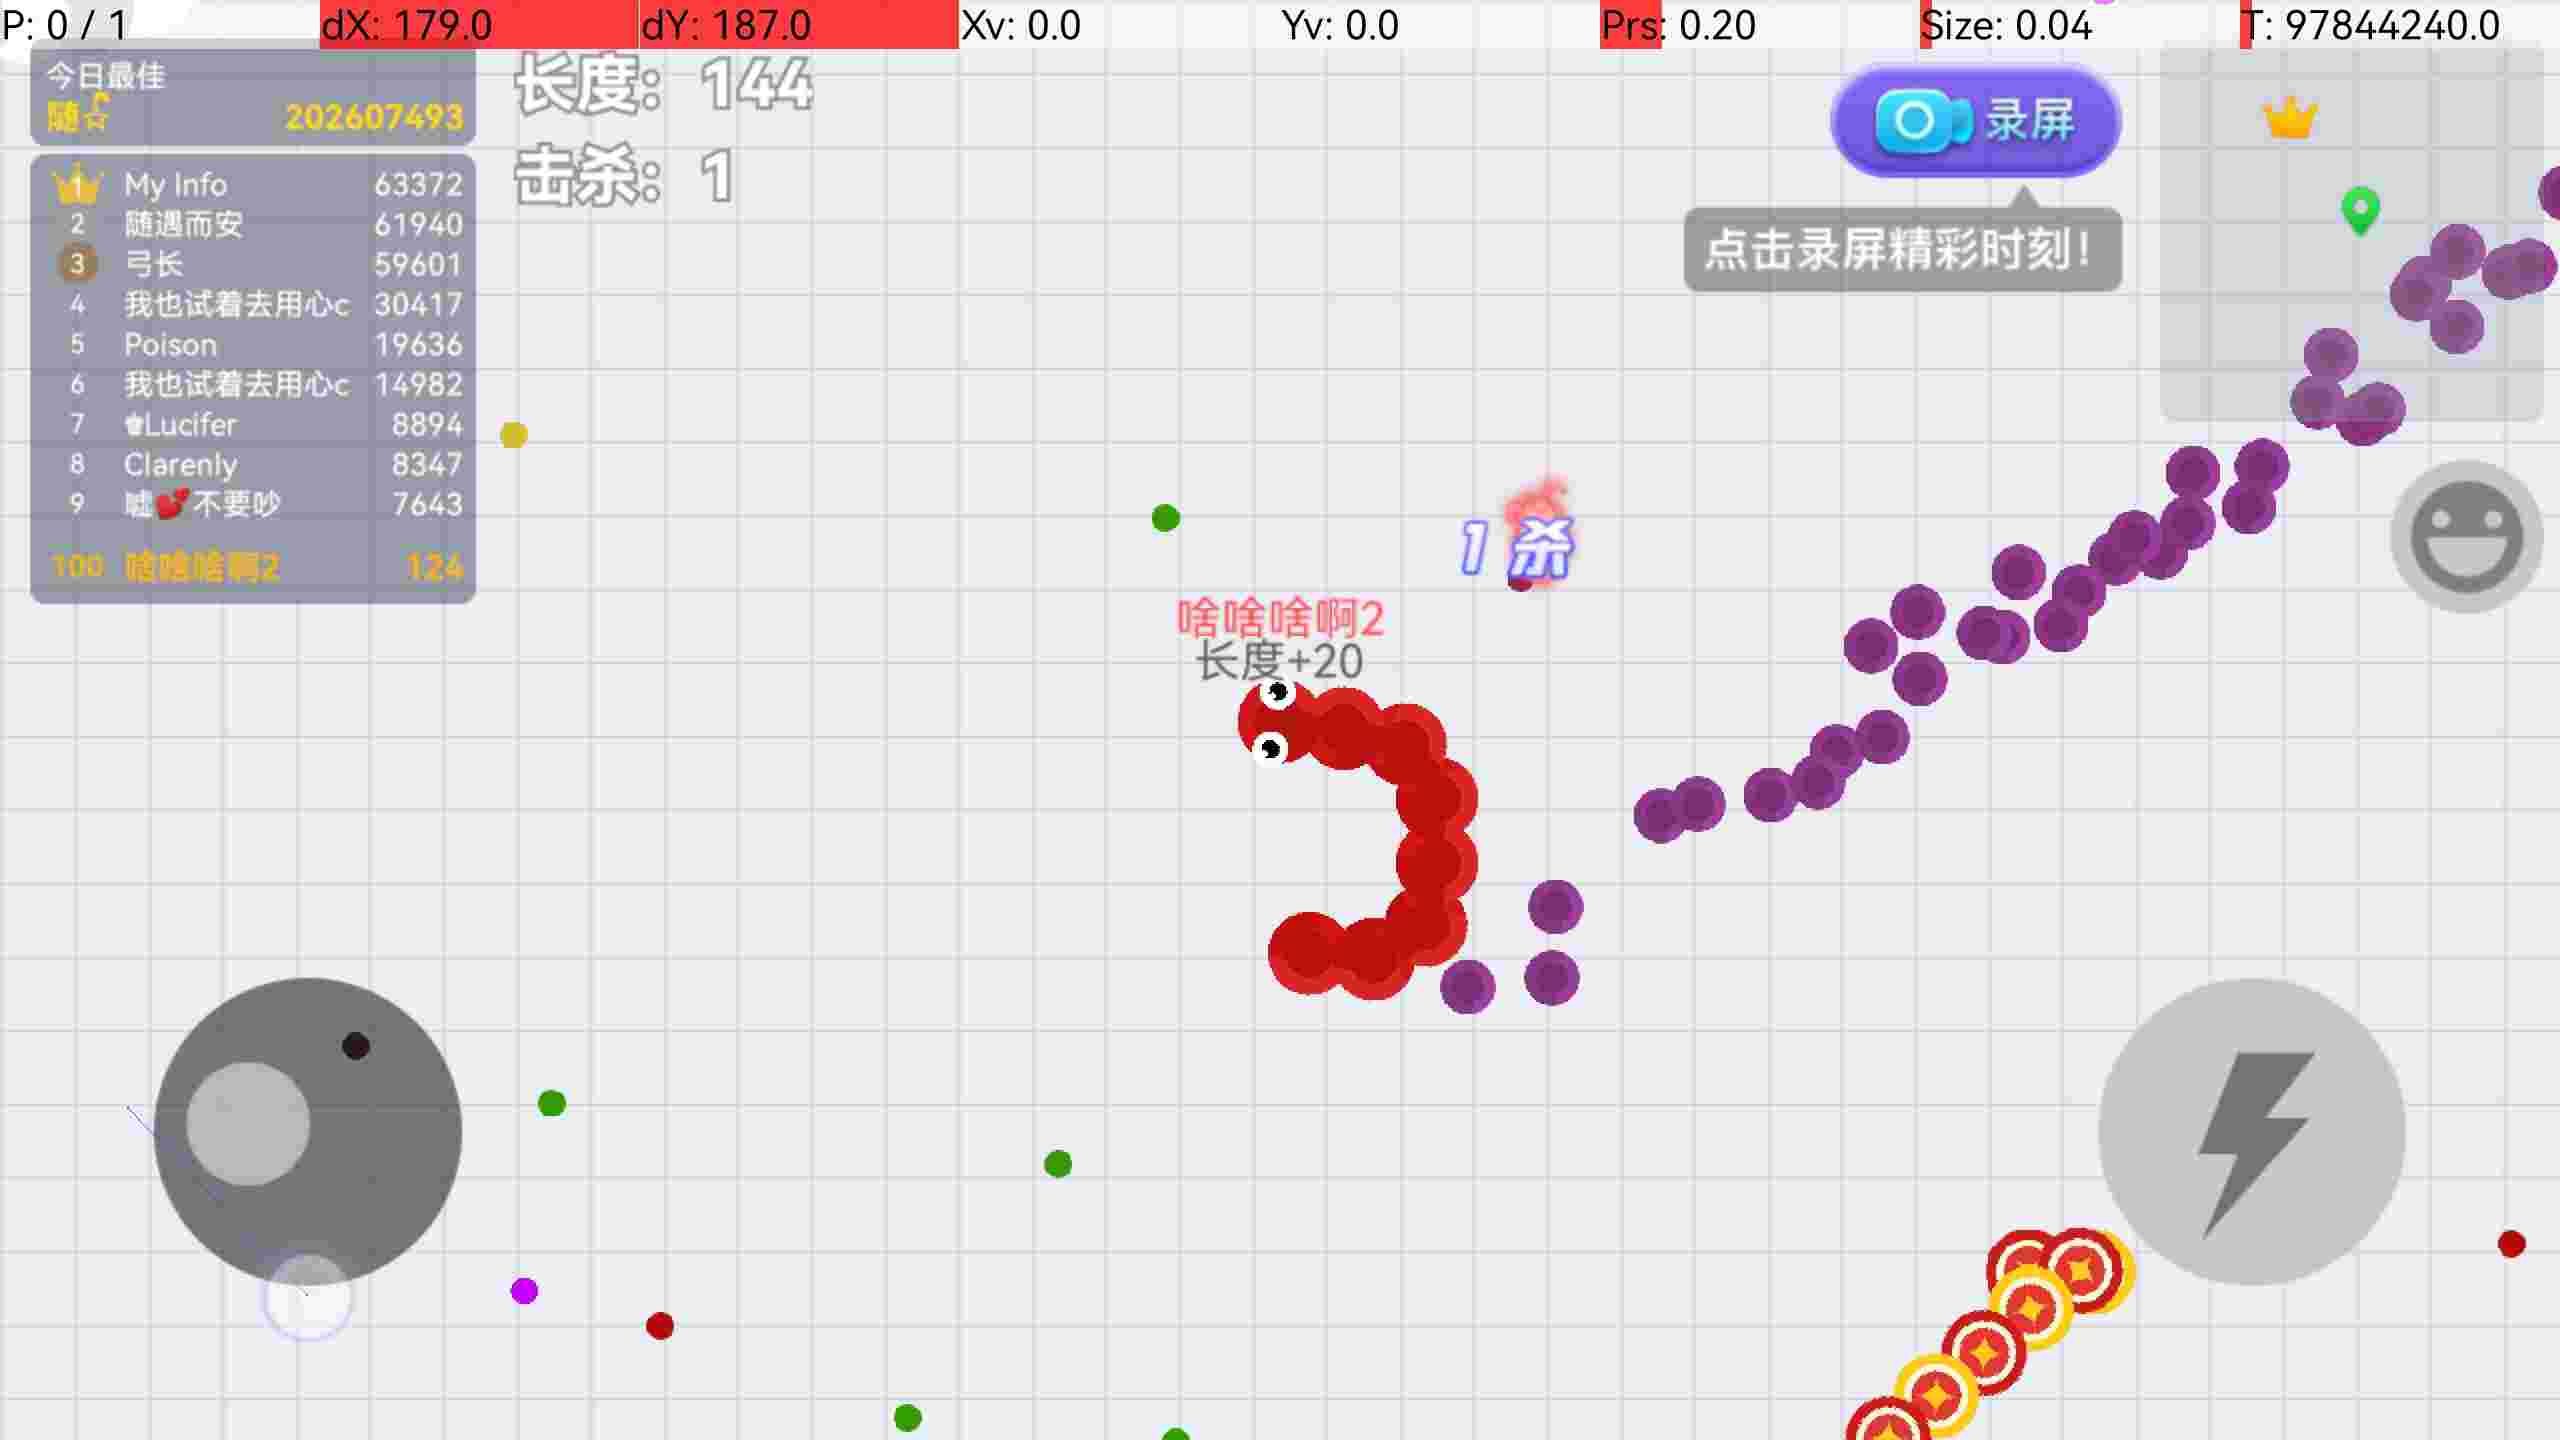 P: 0 / 1
dX: 179.0
dY: 187.0
Xv: 0.0
Yv: 0.0
Prs: 0.20
Size: 0.04
T: 97844240.0
今日最佳
随☆ 202607493
1 My Info 63372
2 随遇而安 61940
3 弓长 59601
4 我也试着去用心c 30417
5 Poison 19636
6 我也试着去用心c 14982
7 ♚Lucifer 8894
8 Clarenly 8347
9 嘘💕不要吵 7643
100 啥啥啥啊2 124
长度：144
击杀：1
录屏
点击录屏精彩时刻！
1 杀
啥啥啥啊2
长度+20